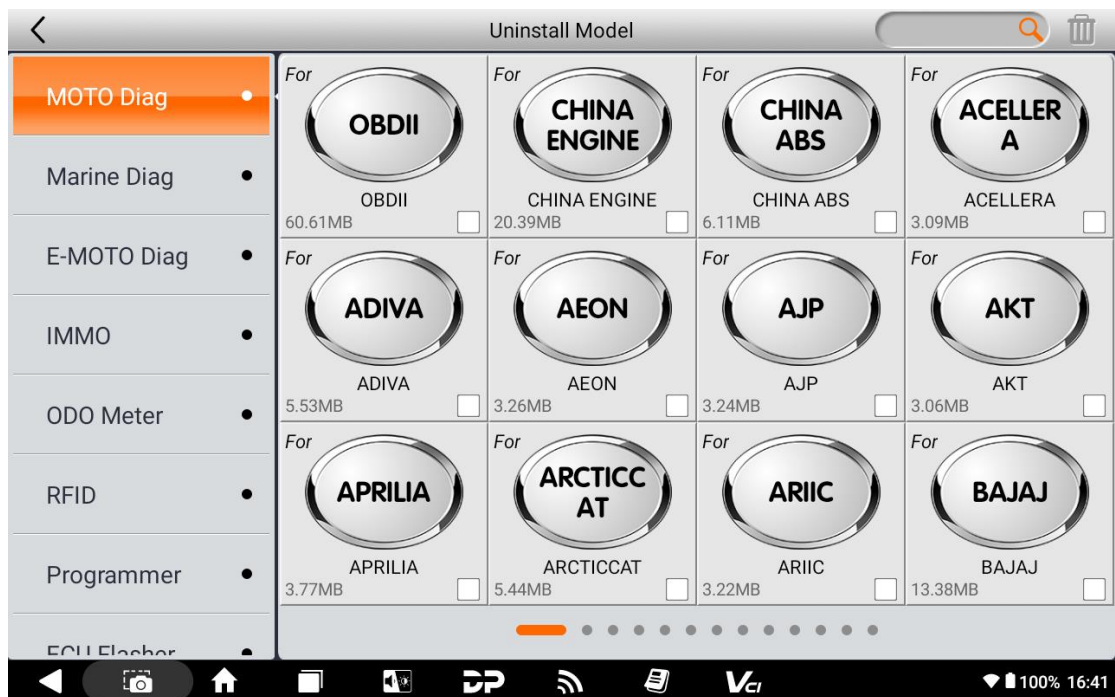 Uninstall Model
MOTO Diag
Marine Diag
E-MOTO Diag
IMMO
ODO Meter
RFID
Programmer
ECU Flasher
For
OBDII
OBDII
60.61MB
For
CHINA
ENGINE
CHINA ENGINE
20.39MB
For
CHINA
ABS
CHINA ABS
6.11MB
For
ACELLER
A
ACELLERA
3.09MB
For
ADIVA
ADIVA
5.53MB
For
AEON
AEON
3.26MB
For
AJP
AJP
3.24MB
For
AKT
AKT
3.06MB
For
APRILIA
APRILIA
3.77MB
For
ARCTICC
AT
ARCTICCAT
5.44MB
For
ARIIC
ARIIC
3.22MB
For
BAJAJ
BAJAJ
13.38MB
DP
VCI
100% 16:41